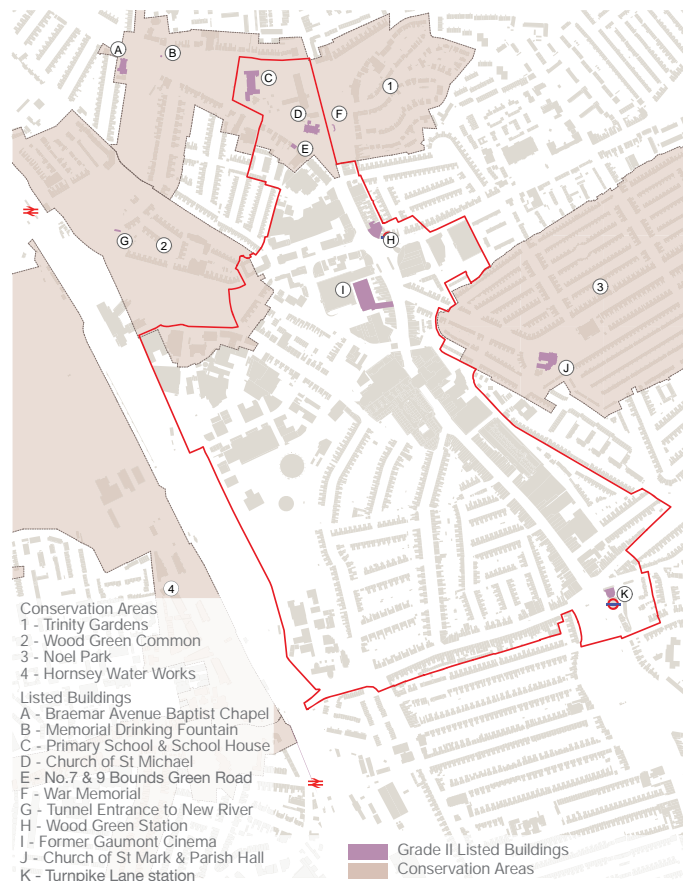 A
B
C
1
D
F
E
G
2
H
3
I
J
4
K
Conservation Areas
1 - Trinity Gardens
2 - Wood Green Common
3 - Noel Park
4 - Hornsey Water Works
Listed Buildings
A - Braemar Avenue Baptist Chapel
B - Memorial Drinking Fountain
C - Primary School & School House
D - Church of St Michael
E - No.7 & 9 Bounds Green Road
F - War Memorial
G - Tunnel Entrance to New River
H - Wood Green Station
I - Former Gaumont Cinema
J - Church of St Mark & Parish Hall
K - Turnpike Lane station
Grade II Listed Buildings
Conservation Areas